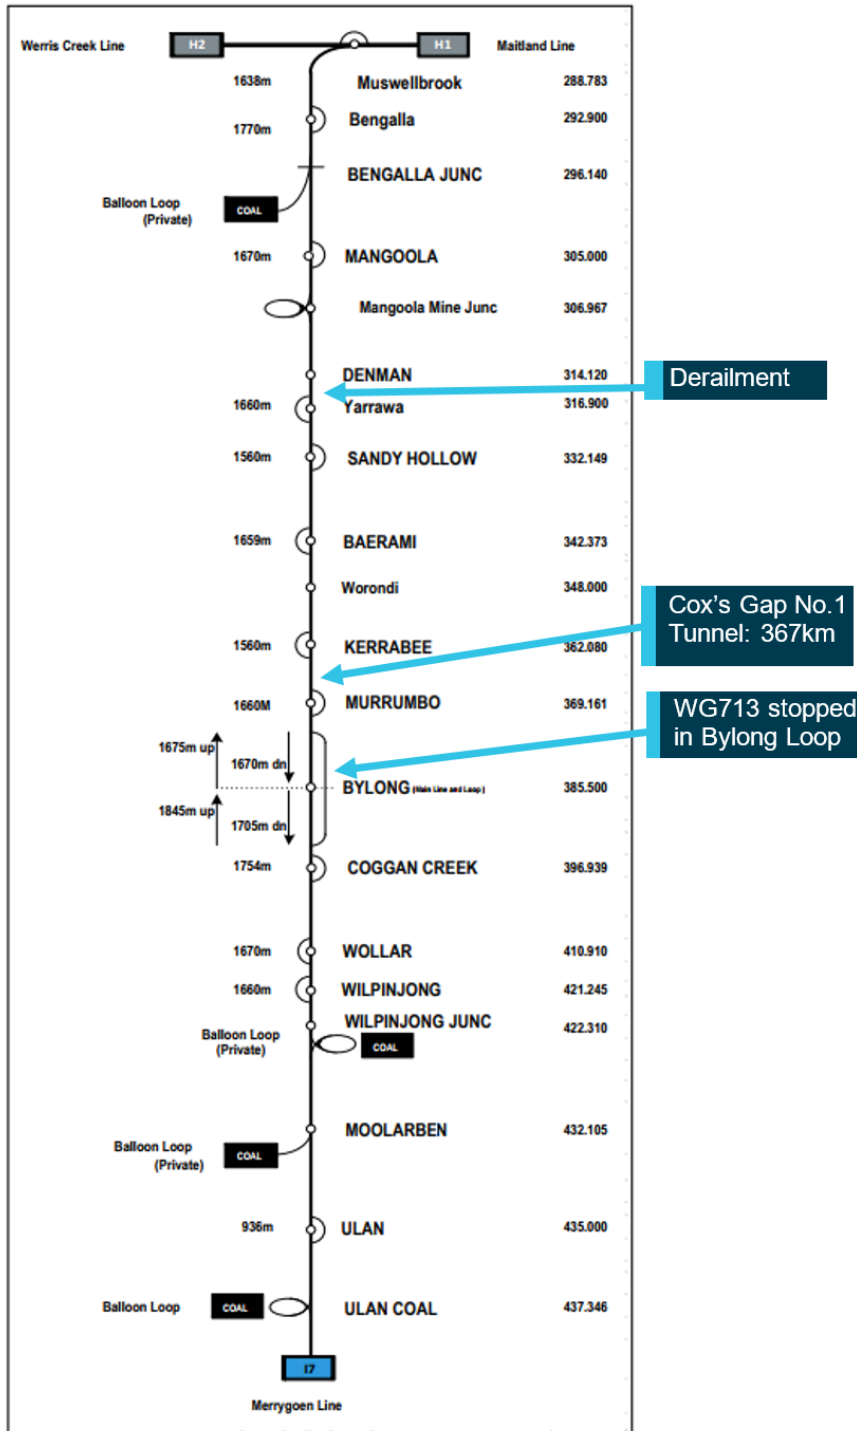 Werris Creek Line H2 H1 Maitland Line
1638m Muswellbrook 288.783
1770m Bengalla 292.900
BENGALLA JUNC 296.140
Balloon Loop
(Private)
COAL
1670m MANGOOLA 305.000
Mangoola Mine Junc 306.967
DENMAN 314.120
Derailment
1660m Yarrawa 316.900
1560m SANDY HOLLOW 332.149
1659m BAERAMI 342.373
Worondi 348.000
Cox's Gap No.1
Tunnel: 367km
1560m KERRABEE 362.080
1660M MURRUMBO 369.161
WG713 stopped
in Bylong Loop
1675m up
1670m dn
BYLONG (Main Line and Loop) 385.500
1845m up
1705m dn
1754m COGGAN CREEK 396.939
1670m WOLLAR 410.910
1660m WILPINJONG 421.245
WILPINJONG JUNC 422.310
Balloon Loop
(Private)
COAL
MOOLARBEN 432.105
Balloon Loop
(Private)
COAL
936m ULAN 435.000
Balloon Loop COAL ULAN COAL 437.346
I7
Merrygoen Line